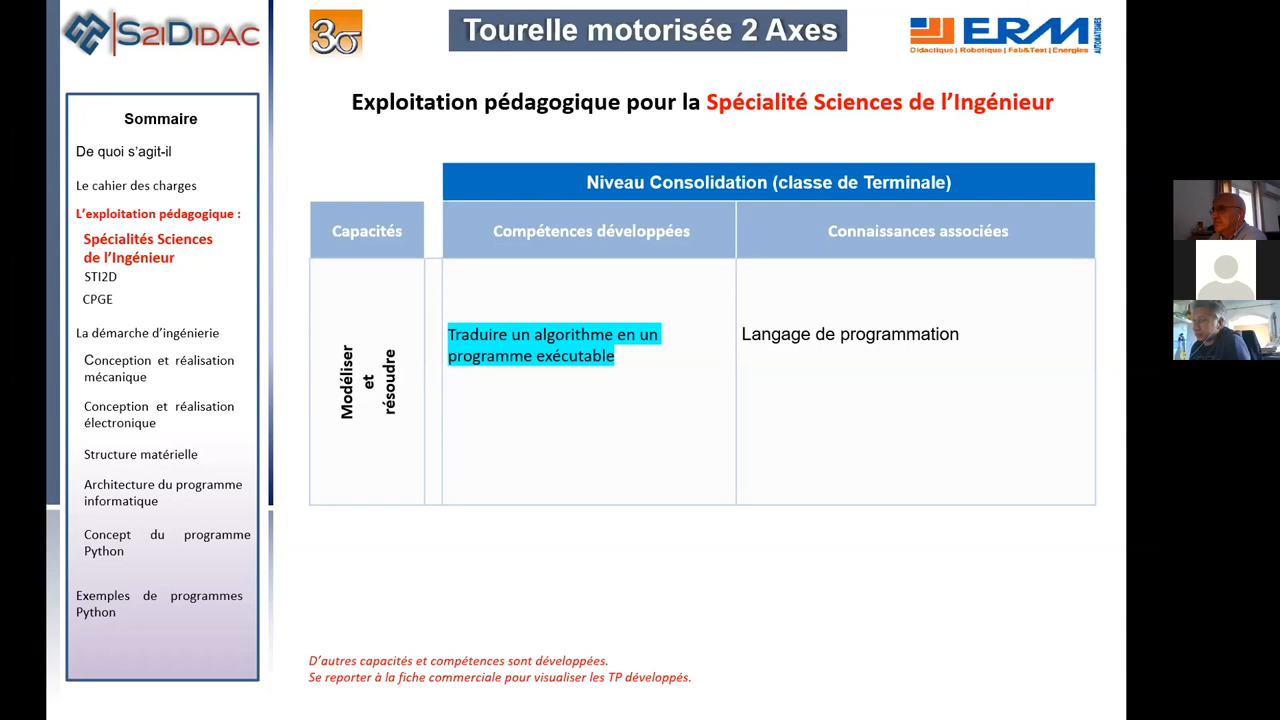 S2iDiDAC
3σ
Tourelle motorisée 2 Axes
ERM
AUTOMATISMES
Didactique | Robotique | Fab&Test | Energies
Sommaire
De quoi s'agit-il
Le cahier des charges
L'exploitation pédagogique :
Spécialités Sciences
de l'Ingénieur
STI2D
CPGE
La démarche d'ingénierie
Conception et réalisation
mécanique
Conception et réalisation
électronique
Structure matérielle
Architecture du programme
informatique
Concept du programme
Python
Exemples de programmes
Python
Exploitation pédagogique pour la Spécialité Sciences de l'Ingénieur
Niveau Consolidation (classe de Terminale)
Capacités
Compétences développées
Connaissances associées
Modéliser
et
résoudre
Traduire un algorithme en un
programme exécutable
Langage de programmation
D'autres capacités et compétences sont développées.
Se reporter à la fiche commerciale pour visualiser les TP développés.